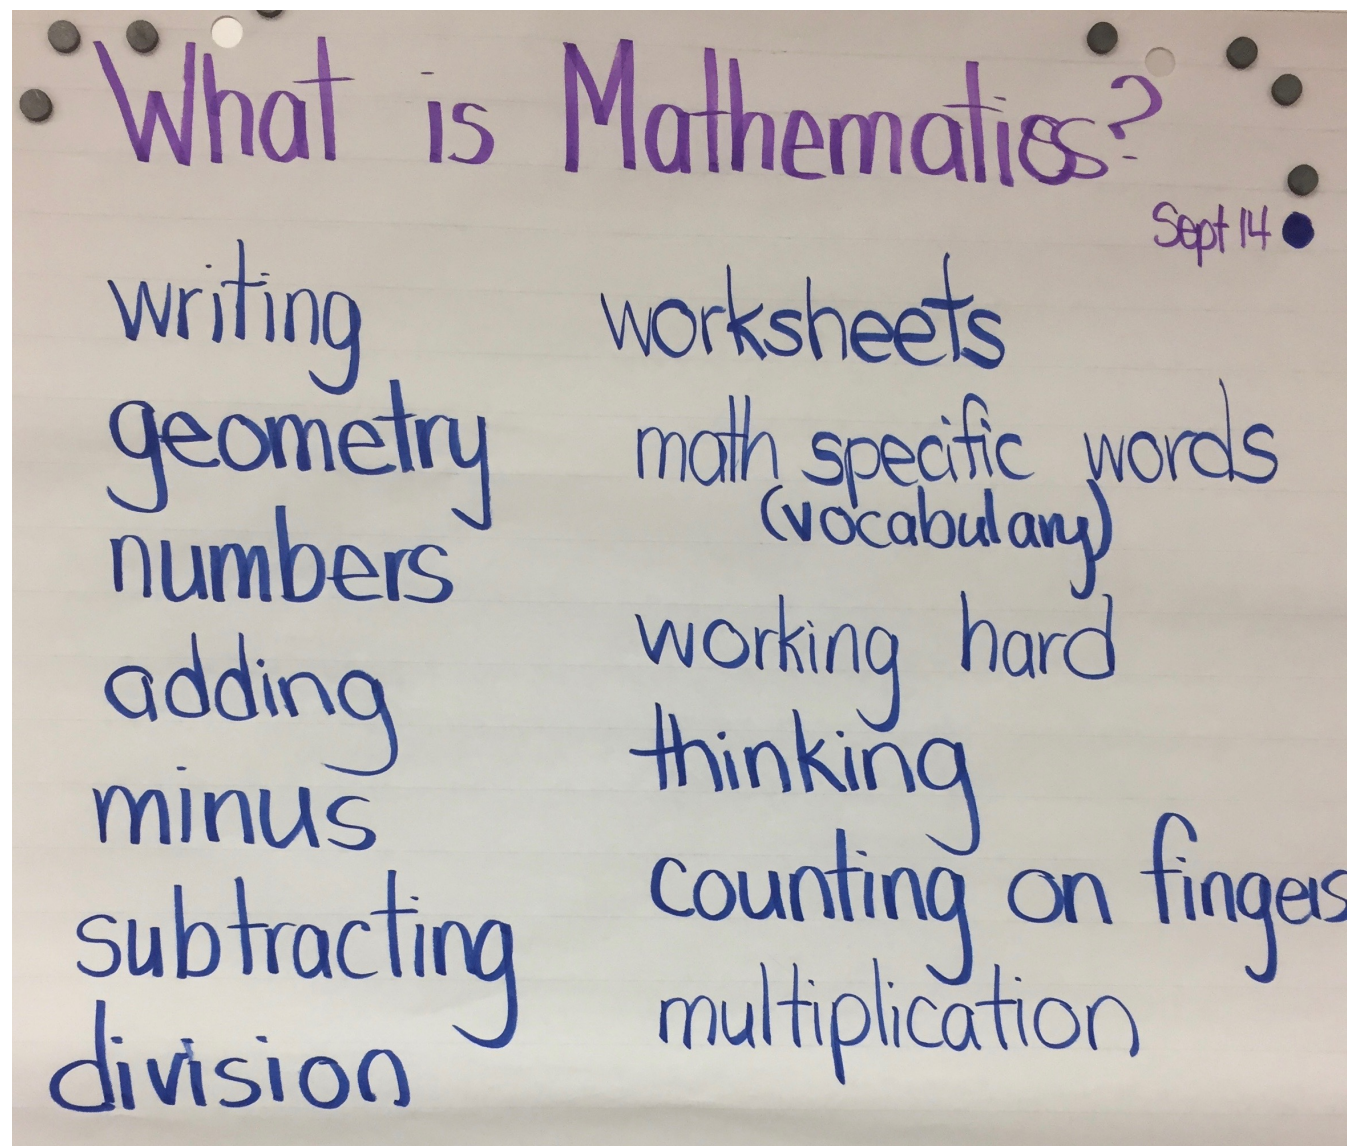 What is Mathematics?
Sept 14
writing
geometry
numbers
adding
minus
subtracting
division
worksheets
math specific words
(vocabulary)
working hard
thinking
counting on fingers
multiplication